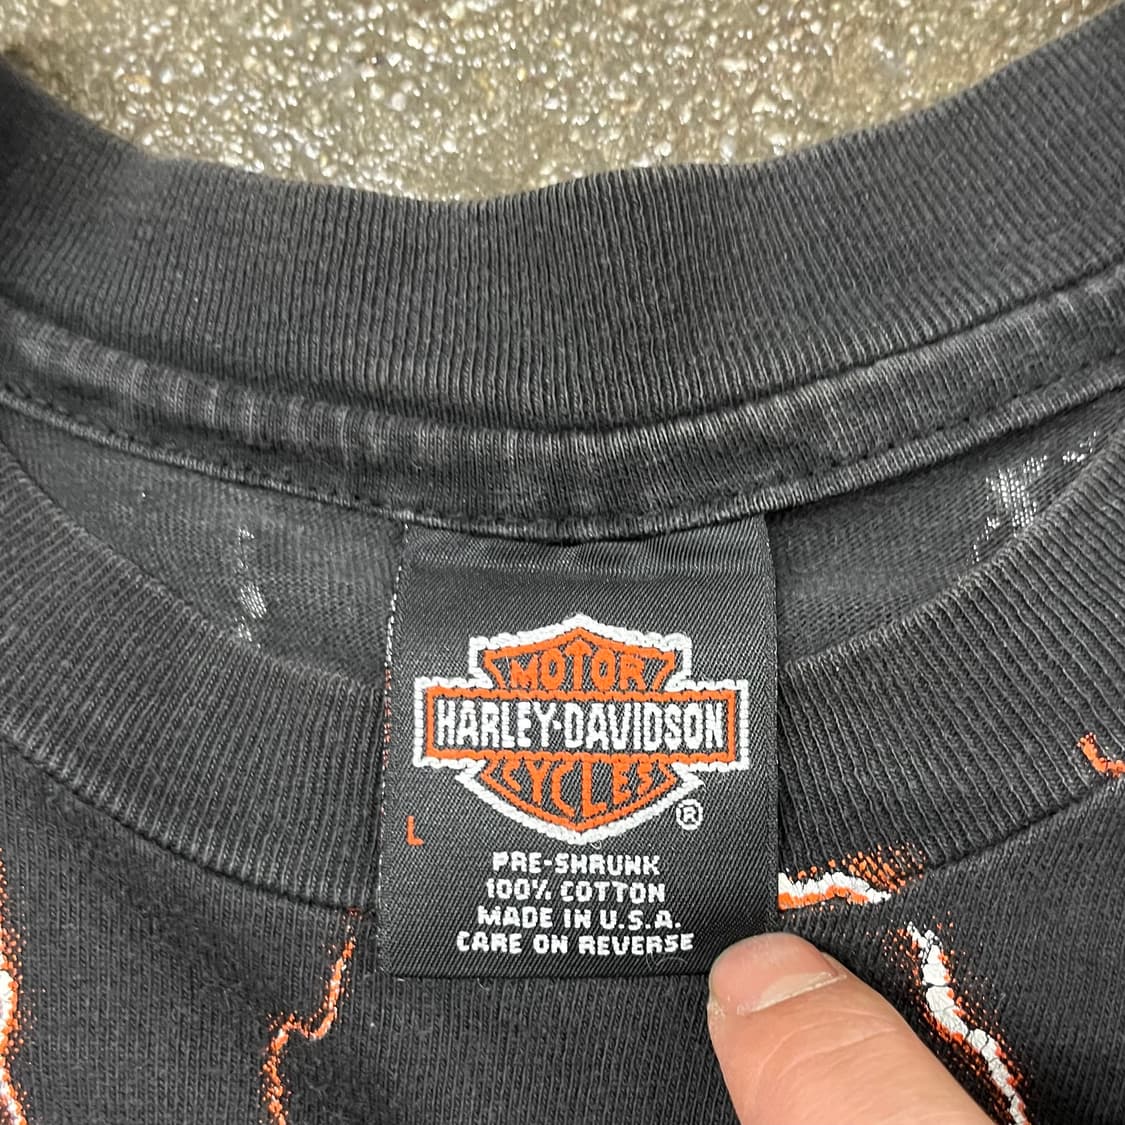 MOTOR
HARLEY-DAVIDSON
CYCLES
®
L
PRE-SHRUNK
100% COTTON
MADE IN U.S.A.
CARE ON REVERSE